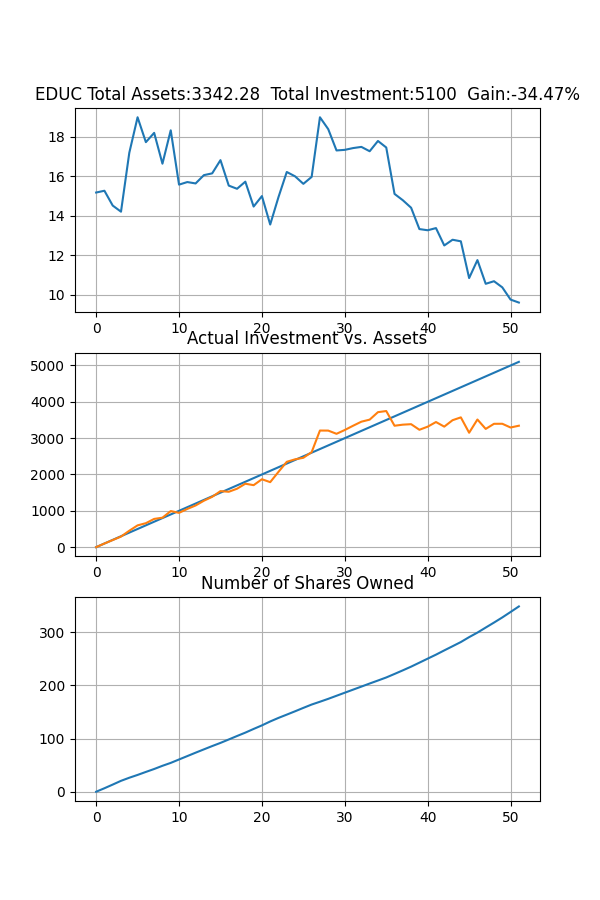 EDUC Total Assets:3342.28  Total Investment:5100  Gain:-34.47%
18
16
14
12
10
0 10 20 30 40 50
Actual Investment vs. Assets
5000
4000
3000
2000
1000
0
0 10 20 30 40 50
Number of Shares Owned
300
200
100
0
0 10 20 30 40 50